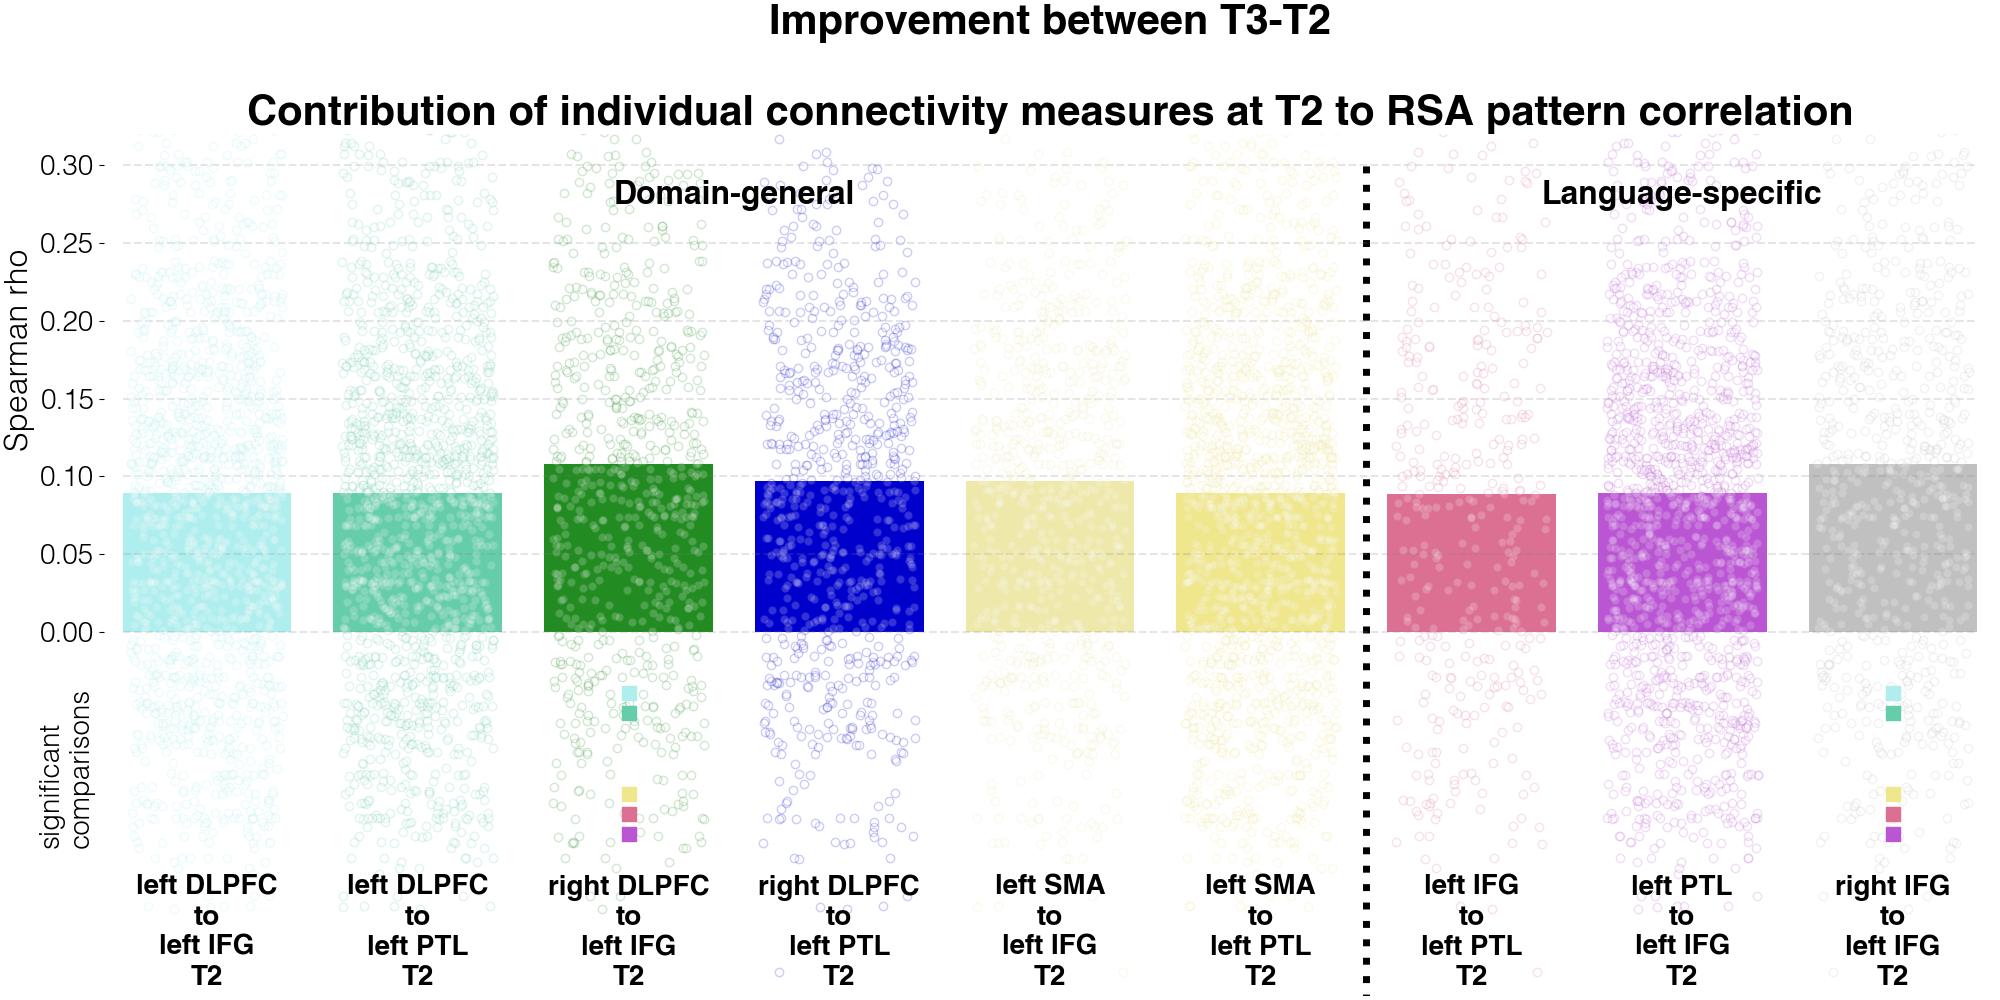 Improvement between T3-T2
Contribution of individual connectivity measures at T2 to RSA pattern correlation
Domain-general
Language-specific
Spearman rho
0.30
0.25
0.20
0.15
0.10
0.05
0.00
significant
comparisons
left DLPFC
to
left IFG
T2
left DLPFC
to
left PTL
T2
right DLPFC
to
left IFG
T2
right DLPFC
to
left PTL
T2
left SMA
to
left IFG
T2
left SMA
to
left PTL
T2
left IFG
to
left PTL
T2
left PTL
to
left IFG
T2
right IFG
to
left IFG
T2